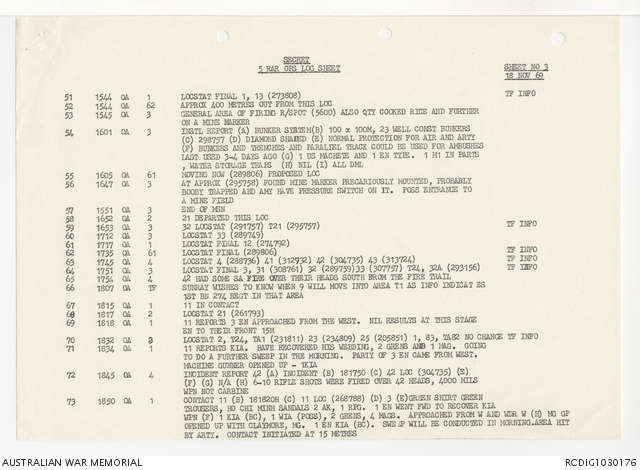 SECRET
5 RAR OPS LOG SHEET
SHEET NO 3
18 NOV 69
51 1544 OA 1 LOCSTAT FINAL 1, 13 (273808) TF INFO
52 1544 OA 62 APPROX 400 METRES OUT FROM THIS LOC
53 1545 OA 3 GENERAL AREA OF FIRING R/SPOT (5600) ALSO QTY COOKED RICE AND FURTHER
ON A MINE MARKER
54 1601 OA 3 INSTL REPORT (A) BUNKER SYSTEM(B) 100 x 100M, 23 WELL CONST BUNKERS
(C) 298757 (D) DIAMOND SHAPED (E) NORMAL PROTECTION FOR AIR AND ARTY
(F) BUNKERS AND TRENCHES AND PARALLEL TRACK COULD BE USED FOR AMBUSHES
LAST USED 3-4 DAYS AGO (G) 1 US MACHETE AND 1 EN TYPE. 1 M1 IN PARTS
, WATER STORAGE TRAPS (H) NIL (I) ALL DML
55 1605 OA 61 MOVING NOW (289806) PROPOSED LOC
56 1647 OA 3 AT APPROX (295758) FOUND MINE MARKER PRECARIOUSLY MOUNTED, PROBABLY
BOOBY TRAPPED AND AMY HAVE PRESSURE SWITCH ON IT. POSS ENTRANCE TO
A MINE FIELD
57 1551 OA 3 END OF MSN
58 1652 OA 2 21 DEPARTED THIS LOC
59 1653 OA 3 32 LOCSTAT (291757) T21 (295757) TF INFO
60 1712 OA 3 LOCSTAT 33 (289749)
61 1717 OA 1 LOCSTAT FINAL 12 (274792)
62 1735 OA 61 LOCSTAT FINAL (289806) TF INFO
63 1745 OA 4 LOCSTAT 4 (288736) 41 (312932) 42 (304735) 43 (313724) TF INFO
64 1751 OA 3 LOCSTAT FINAL 3, 31 (308761) 32 (289759)33 (307757) T24, 32A (293156) TF INFO
65 1754 OA 4 42 HAD SOME SA FIRE OVER THEIR HEADS SOUTH FROM THE FIRE TRAIL
66 1807 OA TF SUNRAY WISHES TO KNOW WHEN 9 WILL MOVE INTO AREA T1 AS INFO INDICATES
1ST BN 274 REGT IN THAT AREA
67 1815 OA 1 11 IN CONTACT
68 1817 OA 2 LOCSTAT 21 (261793)
69 1818 OA 1 11 REPORTS 3 EN APPROACHED FROM THE WEST. NIL RESULTS AT THIS STAGE
EN TO THEIR FRONT 15M
70 1832 OA 2 LOCSTAT 2, T24, TA1 (231811) 23 (234809) 25 (205851) 1, 83, TASE2 NO CHANGE TF INFO
71 1834 OA 1 11 REPORTS KIA. HAVE RECOVERED HIS WEBBING, 2 GRENS AND 1 MAG. GOING
TO DO A FURTHER SWEEP IN THE MORNING. PARTY OF 3 EN CAME FROM WEST.
MACHINE GUNNER OPENED UP - 1KIA
72 1845 OA 4 INCIDENT REPORT 42 (A) INCIDENT (B) 181750 (C) 42 LOC (304735) (E)
(F) (G) N/A (H) 6-10 RIFLE SHOTS WERE FIRED OVER 42 HEADS, 4000 MILS
WPN NOT CARBINE
73 1850 OA 1 CONTACT 11 (B) 181820H (C) 11 LOC (268788) (D) 3 (E)GREEN SHIRT GREEN
TROUSERS, HO CHI MINH SANDALS 2 AK, 1 RPG. 1 EN WENT FWD TO RECOVER KIA
WPN (F) 1 KIA (BC), 1 WIA (POSS), 2 GRENS, 4 MAGS. APPROACHED FROM W AND WDR W (H) MG GP
OPENED UP WITH CLAYMORE, MG. 1 EN KIA (BC). SWEEP WILL BE CONDUCTED IN MORNING.AREA HIT
BY ARTY. CONTACT INITIATED AT 15 METRES
AUSTRALIAN WAR MEMORIAL
RCDIG1030176